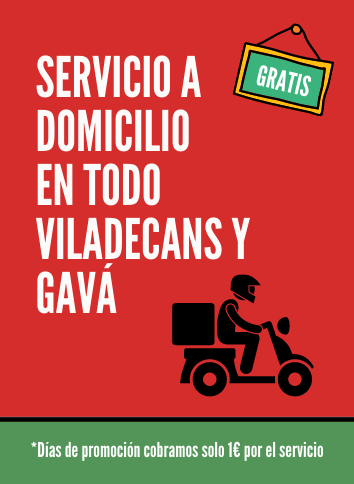 GRATIS
SERVICIO A
DOMICILIO
EN TODO
VILADECANS Y
GAVÁ
*Días de promoción cobramos solo 1€ por el servicio